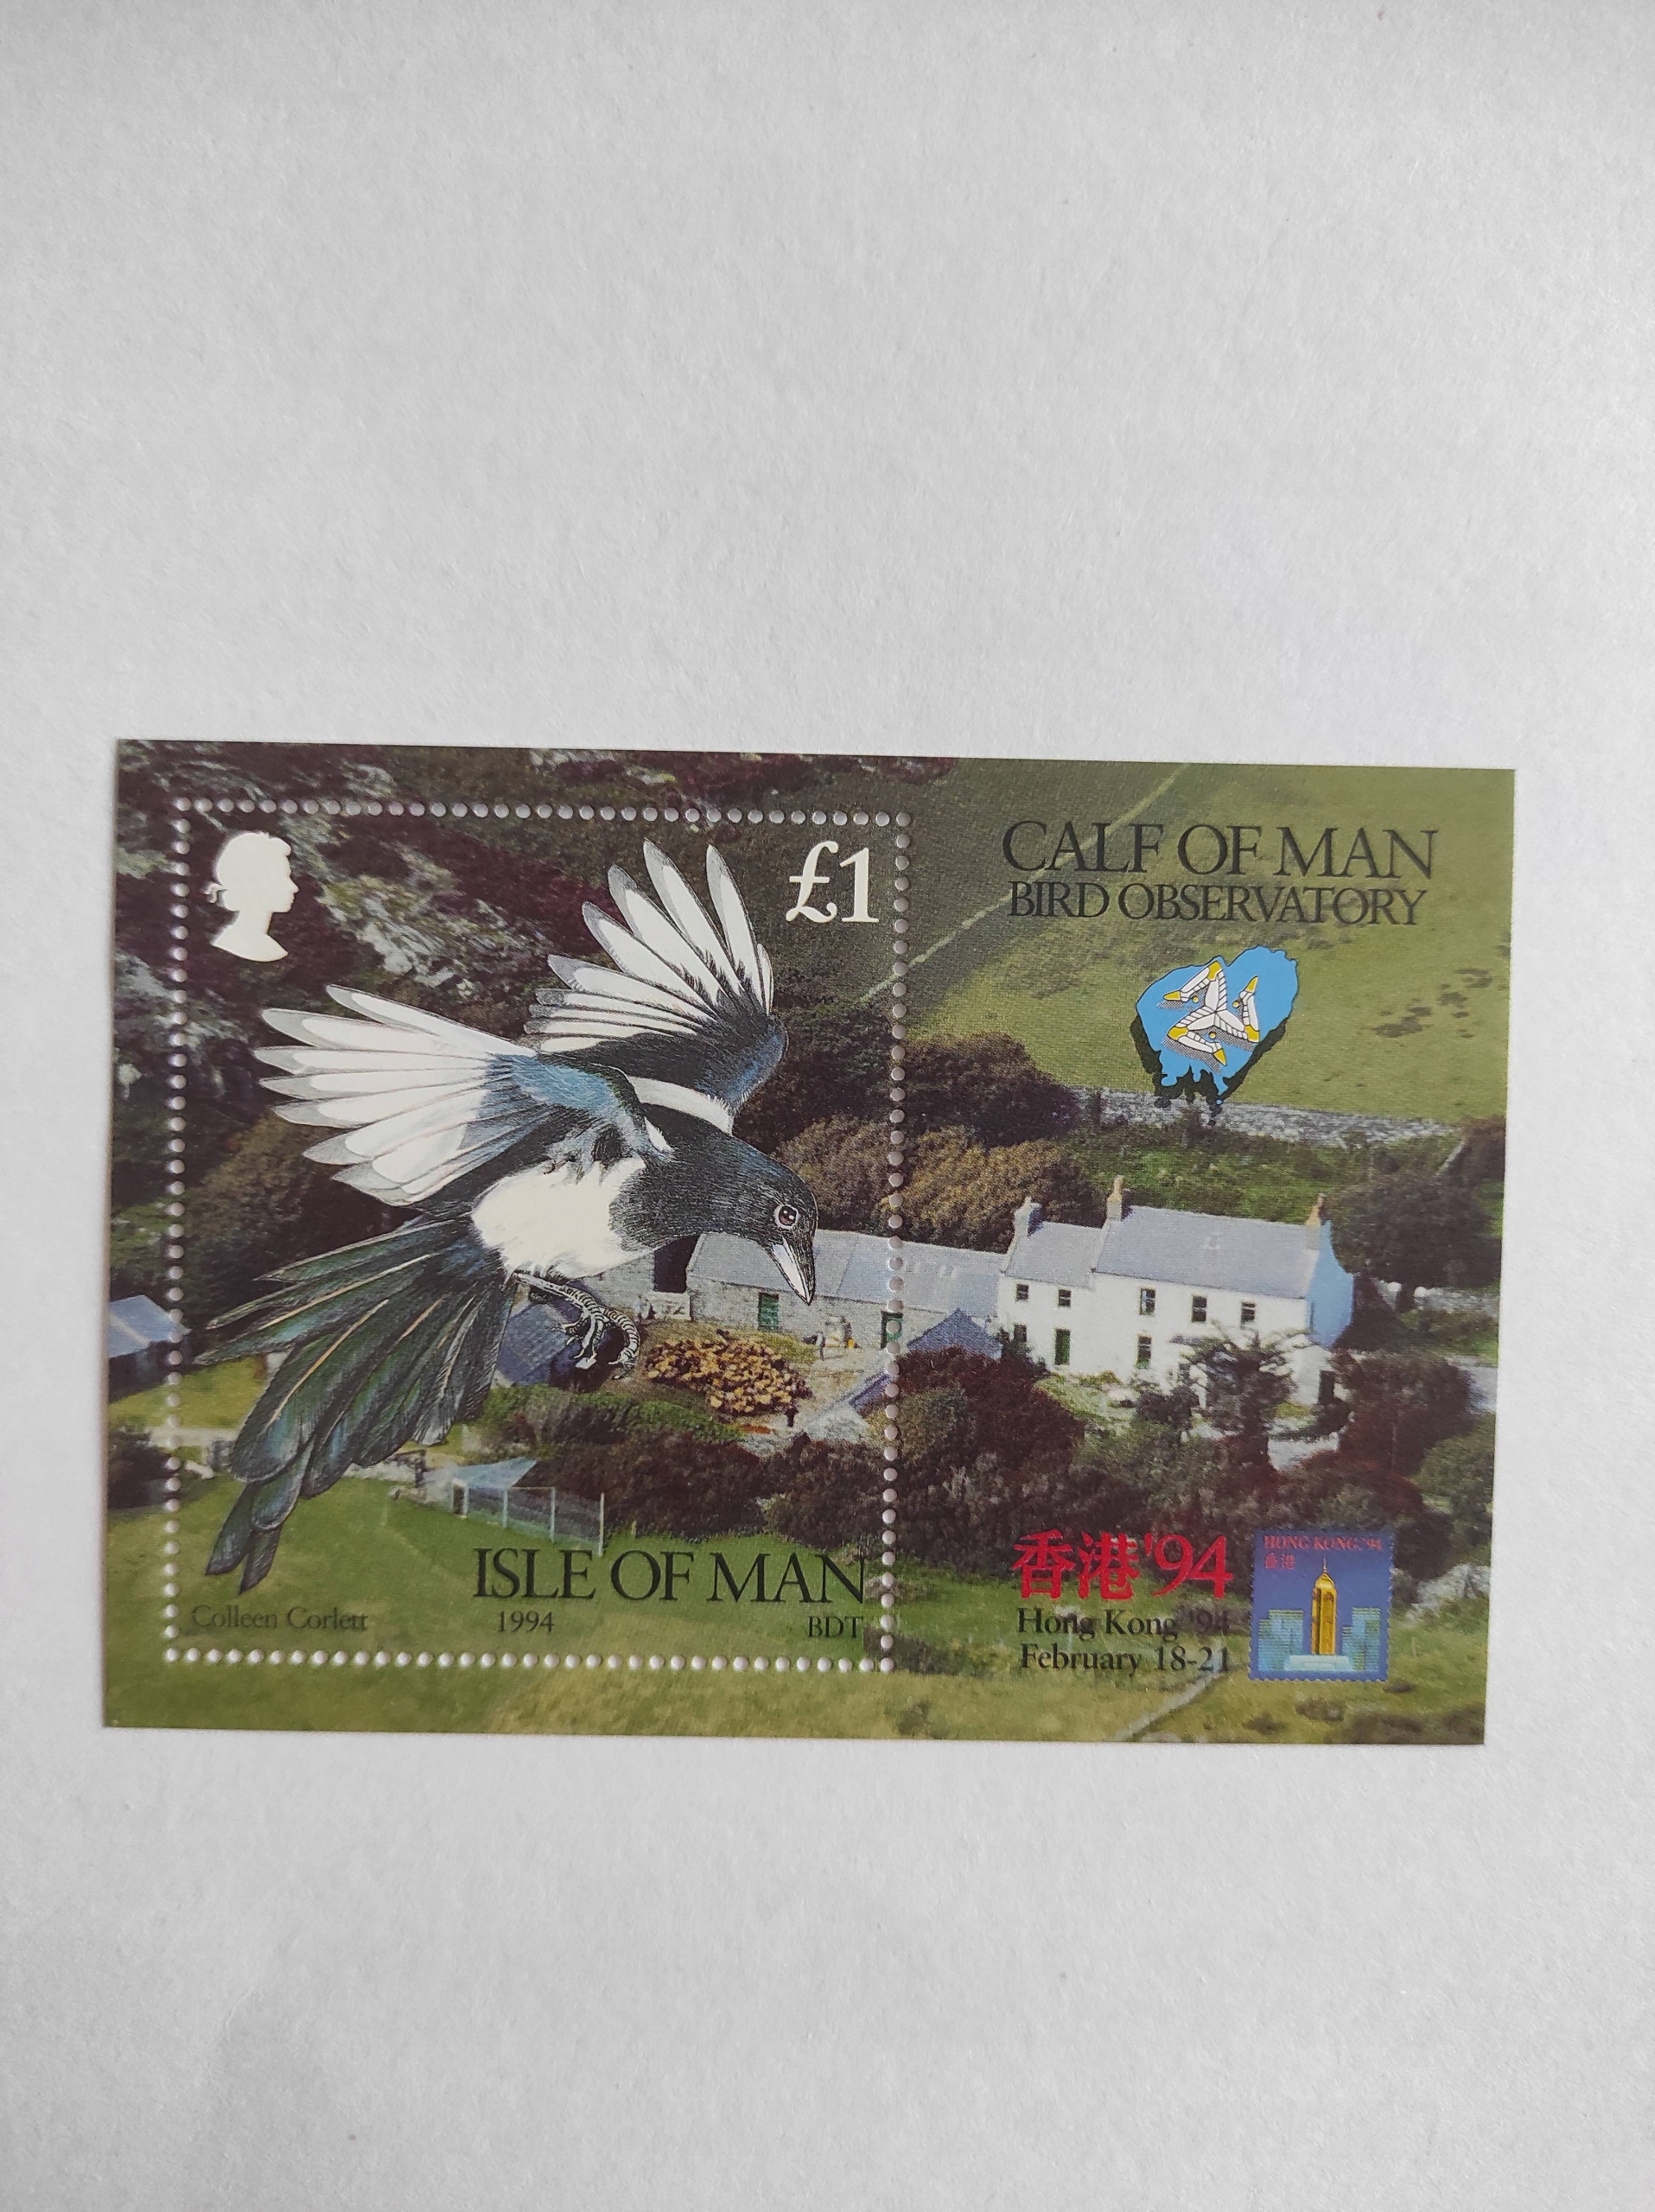 £1
CALF OF MAN
BIRD OBSERVATORY
ISLE OF MAN
Colleen Corlett
1994
BDT
香港'94
Hong Kong '94
February 18-21
HONG KONG '94
香港